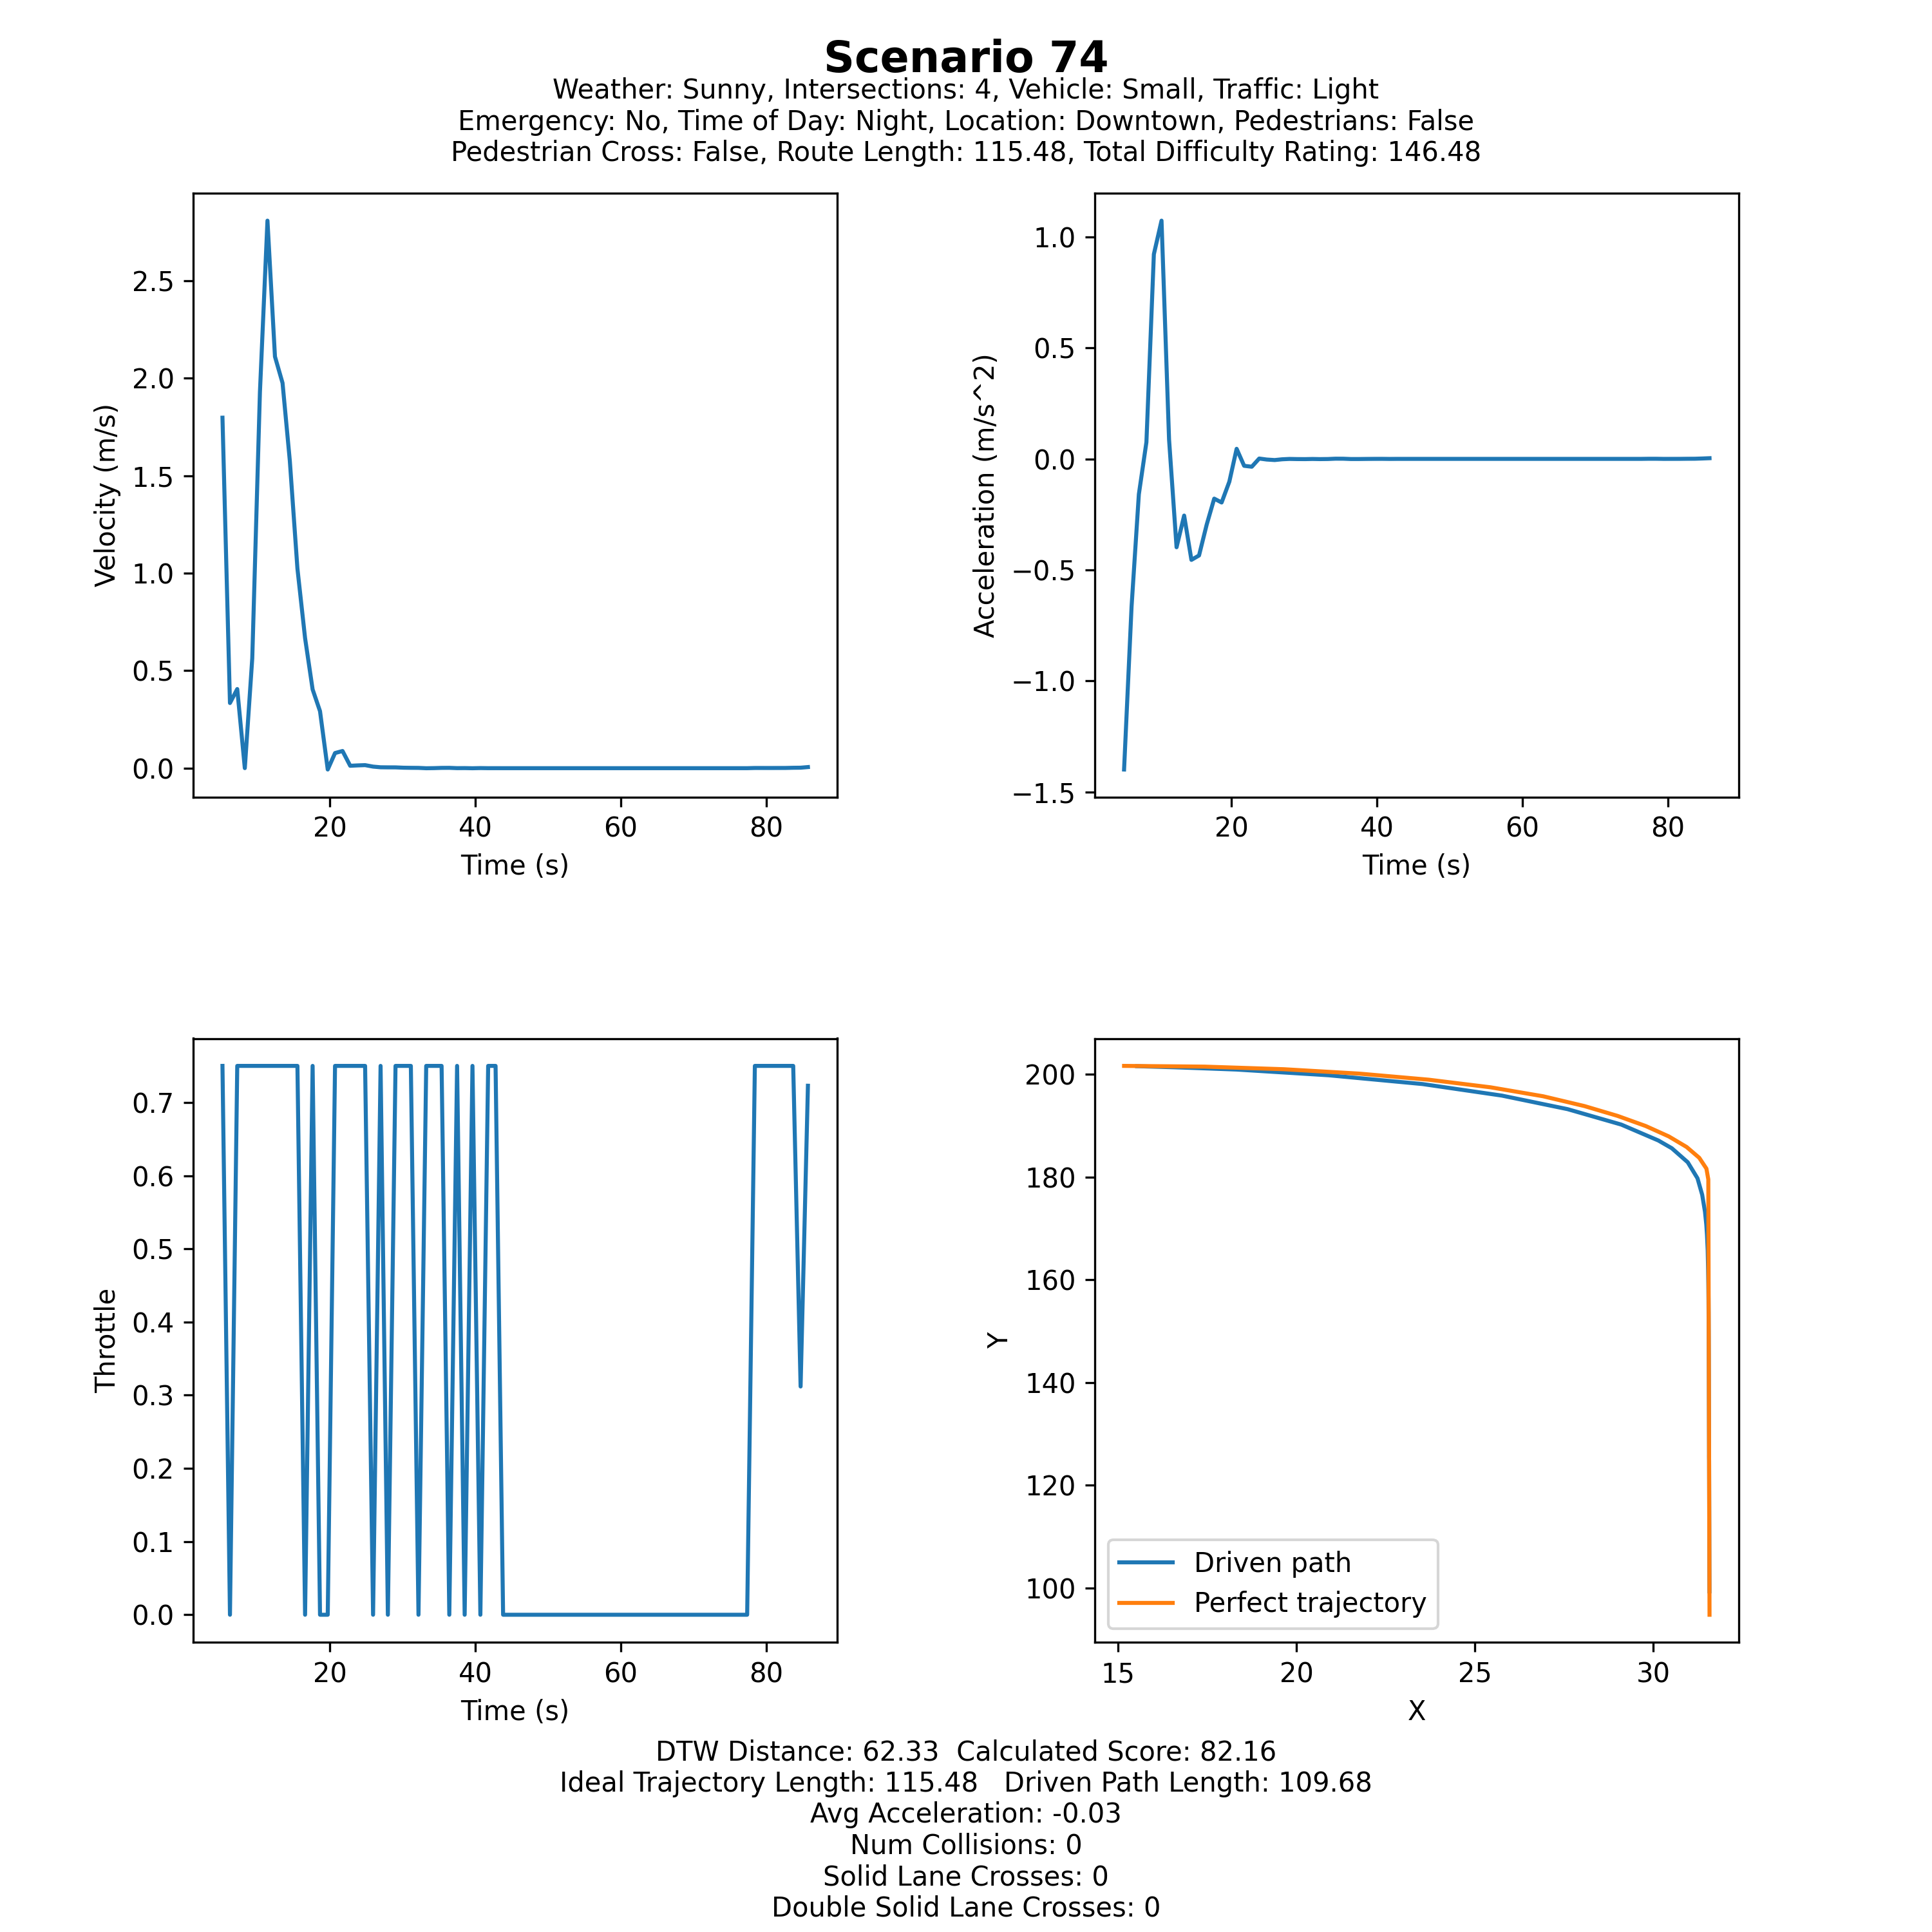 Scenario 74
Weather: Sunny, Intersections: 4, Vehicle: Small, Traffic: Light
Emergency: No, Time of Day: Night, Location: Downtown, Pedestrians: False
Pedestrian Cross: False, Route Length: 115.48, Total Difficulty Rating: 146.48
Velocity (m/s)
2.5
2.0
1.5
1.0
0.5
0.0
20 40 60 80
Time (s)
Acceleration (m/s^2)
1.0
0.5
0.0
−0.5
−1.0
−1.5
20 40 60 80
Time (s)
Throttle
0.7
0.6
0.5
0.4
0.3
0.2
0.1
0.0
20 40 60 80
Time (s)
Y
200
180
160
140
120
100
Driven path
Perfect trajectory
15 20 25 30
X
DTW Distance: 62.33  Calculated Score: 82.16
Ideal Trajectory Length: 115.48   Driven Path Length: 109.68
Avg Acceleration: -0.03
Num Collisions: 0
Solid Lane Crosses: 0
Double Solid Lane Crosses: 0